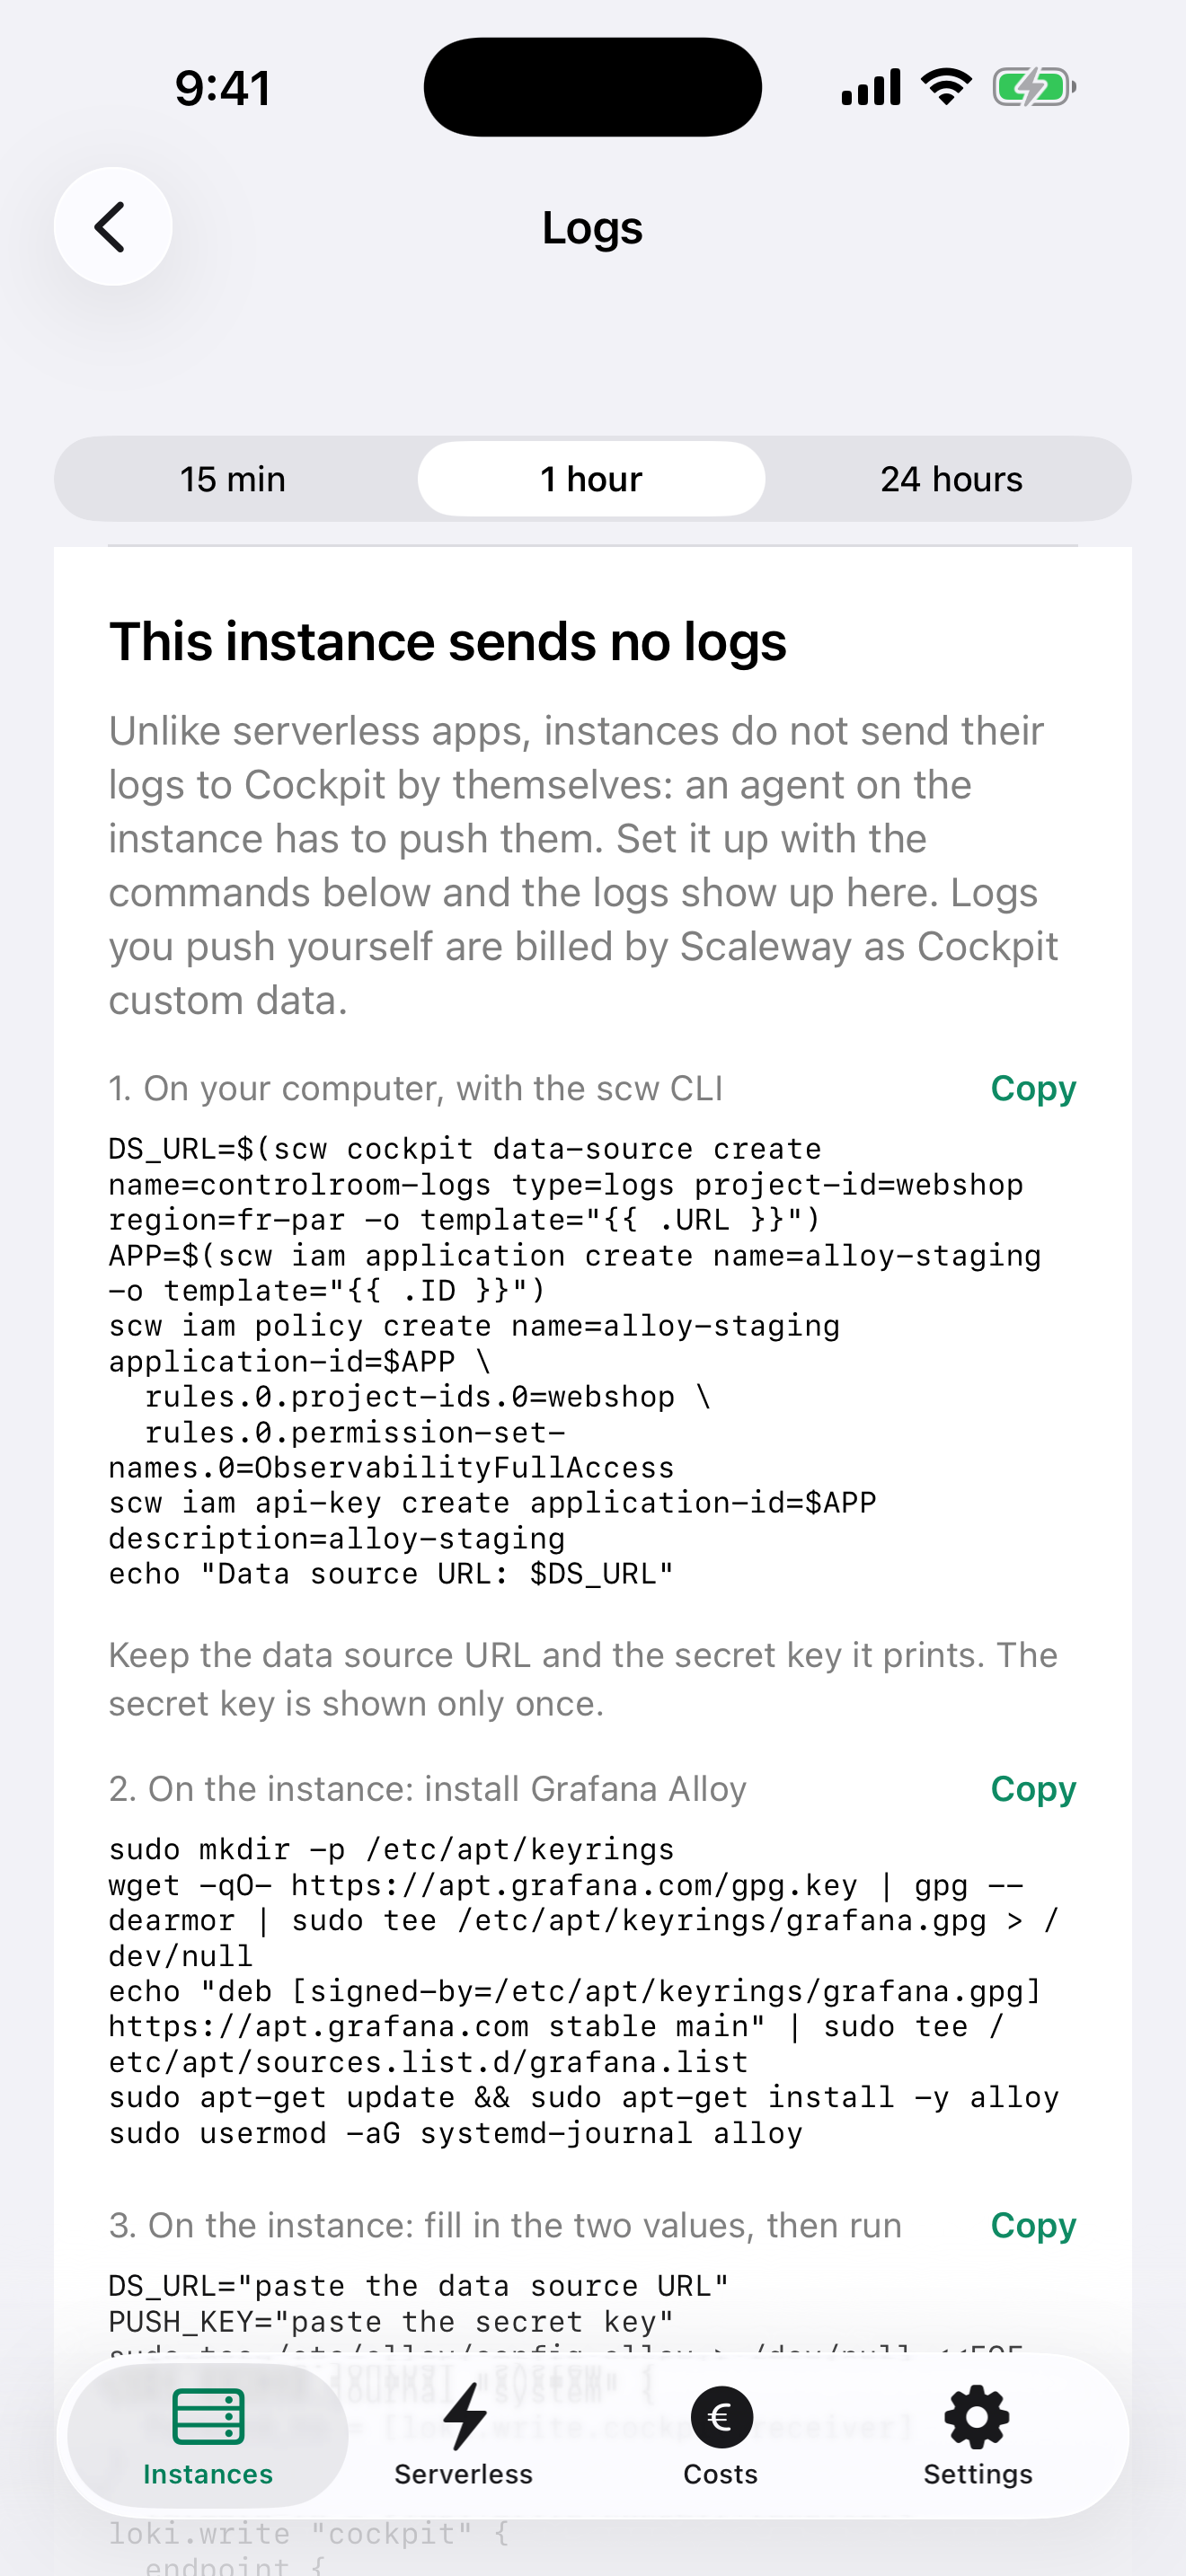 9:41
Logs
15 min
1 hour
24 hours
This instance sends no logs
Unlike serverless apps, instances do not send their
logs to Cockpit by themselves: an agent on the
instance has to push them. Set it up with the
commands below and the logs show up here. Logs
you push yourself are billed by Scaleway as Cockpit
custom data.
1. On your computer, with the scw CLI
Copy
DS_URL=$(scw cockpit data-source create
name=controlroom-logs type=logs project-id=webshop
region=fr-par -o template="{{ .URL }}")
APP=$(scw iam application create name=alloy-staging
-o template="{{ .ID }}")
scw iam policy create name=alloy-staging
application-id=$APP \
  rules.0.project-ids.0=webshop \
  rules.0.permission-set-
names.0=ObservabilityFullAccess
scw iam api-key create application-id=$APP
description=alloy-staging
echo "Data source URL: $DS_URL"
Keep the data source URL and the secret key it prints. The
secret key is shown only once.
2. On the instance: install Grafana Alloy
Copy
sudo mkdir -p /etc/apt/keyrings
wget -qO- https://apt.grafana.com/gpg.key | gpg --
dearmor | sudo tee /etc/apt/keyrings/grafana.gpg > /
dev/null
echo "deb [signed-by=/etc/apt/keyrings/grafana.gpg]
https://apt.grafana.com stable main" | sudo tee /
etc/apt/sources.list.d/grafana.list
sudo apt-get update && sudo apt-get install -y alloy
sudo usermod -aG systemd-journal alloy
3. On the instance: fill in the two values, then run
Copy
DS_URL="paste the data source URL"
PUSH_KEY="paste the secret key"
Instances
Serverless
€
Costs
Settings
loki.write "cockpit" {
  endpoint {